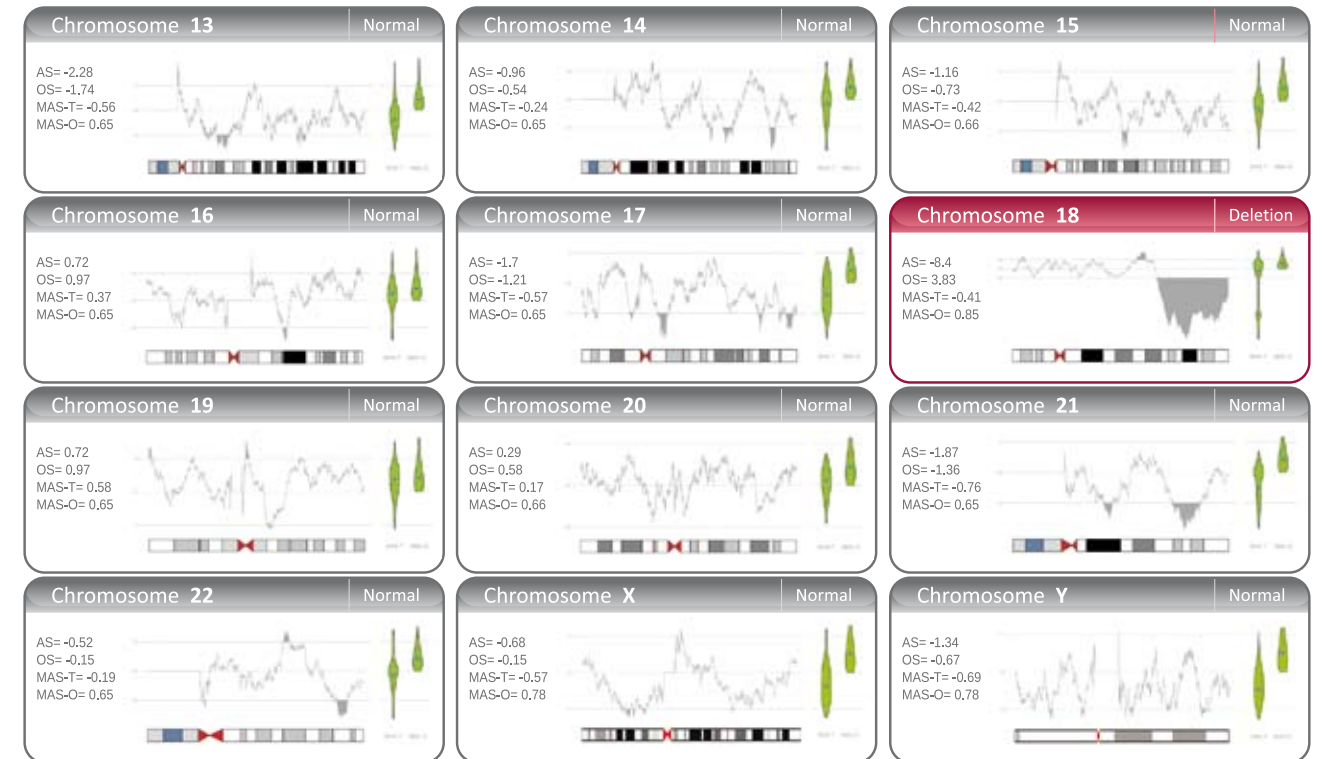 Chromosome 13 Normal
AS= -2.28
OS= -1.74
MAS-T= -0.56
MAS-O= 0.65
Chromosome 14 Normal
AS= -0.96
OS= -0.54
MAS-T= -0.24
MAS-O= 0.65
Chromosome 15 Normal
AS= -1.16
OS= -0.73
MAS-T= -0.42
MAS-O= 0.66
Chromosome 16 Normal
AS= 0.72
OS= 0.97
MAS-T= 0.37
MAS-O= 0.65
Chromosome 17 Normal
AS= -1.7
OS= -1.21
MAS-T= -0.57
MAS-O= 0.65
Chromosome 18 Deletion
AS= -8.4
OS= 3.83
MAS-T= -0.41
MAS-O= 0.85
Chromosome 19 Normal
AS= 0.72
OS= 0.97
MAS-T= 0.58
MAS-O= 0.65
Chromosome 20 Normal
AS= 0.29
OS= 0.58
MAS-T= 0.17
MAS-O= 0.66
Chromosome 21 Normal
AS= -1.87
OS= -1.36
MAS-T= -0.76
MAS-O= 0.65
Chromosome 22 Normal
AS= -0.52
OS= -0.15
MAS-T= -0.19
MAS-O= 0.65
Chromosome X Normal
AS= -0.68
OS= -0.15
MAS-T= -0.57
MAS-O= 0.78
Chromosome Y Normal
AS= -1.34
OS= -0.67
MAS-T= -0.69
MAS-O= 0.78